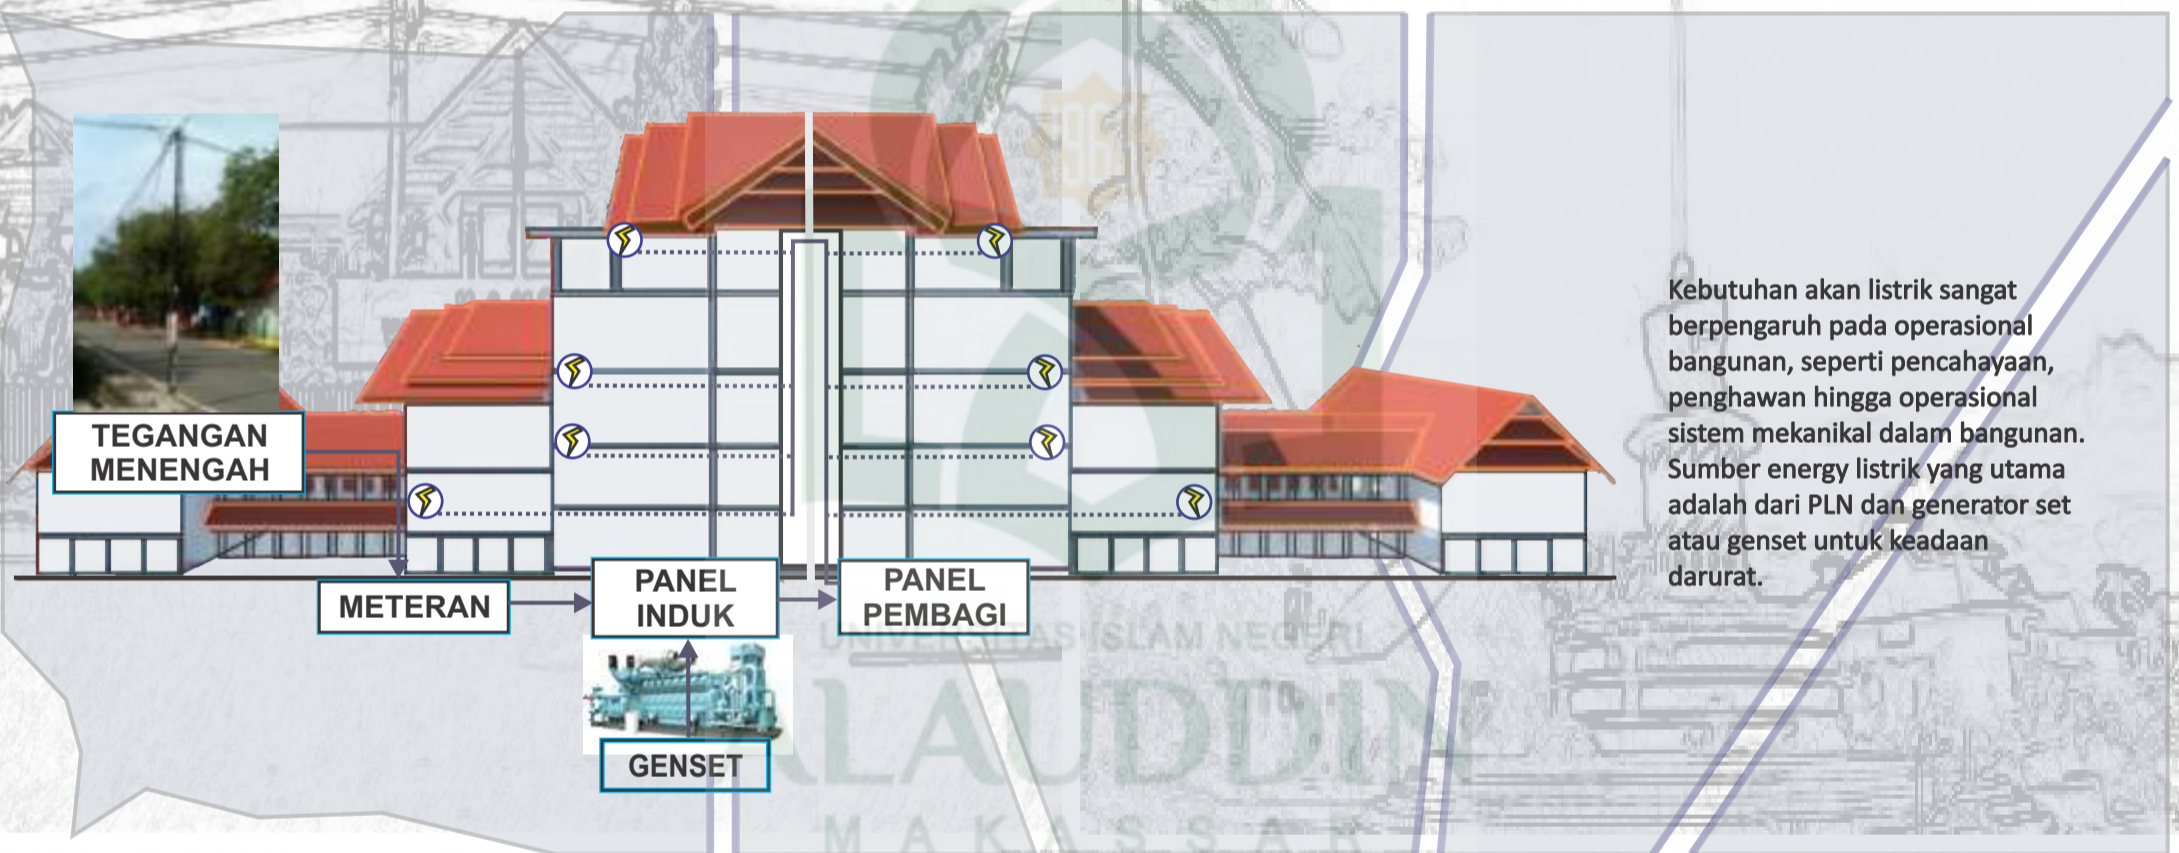 TEGANGAN
MENENGAH
METERAN
PANEL
INDUK
PANEL
PEMBAGI
GENSET
Kebutuhan akan listrik sangat
berpengaruh pada operasional
bangunan, seperti pencahayaan,
penghawan hingga operasional
sistem mekanikal dalam bangunan.
Sumber energy listrik yang utama
adalah dari PLN dan generator set
atau genset untuk keadaan
darurat.
1965
UNIVERSITAS ISLAM NEGERI
ALAUDDIN
MAKASSAR